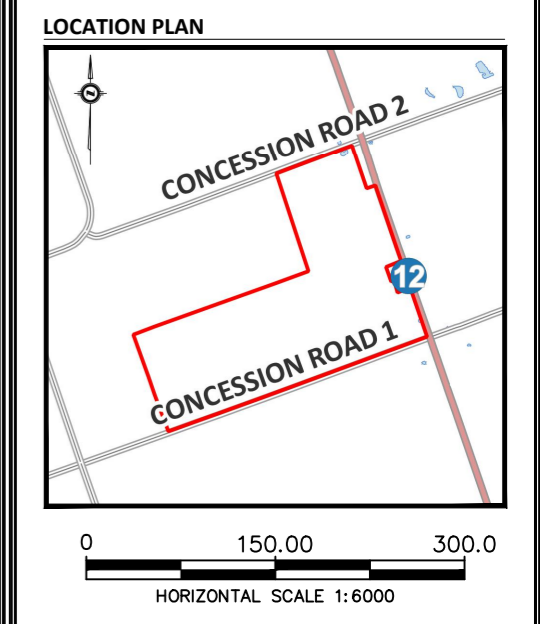 LOCATION PLAN
CONCESSION ROAD 2
12
CONCESSION ROAD 1
0 150.00 300.0
HORIZONTAL SCALE 1:6000